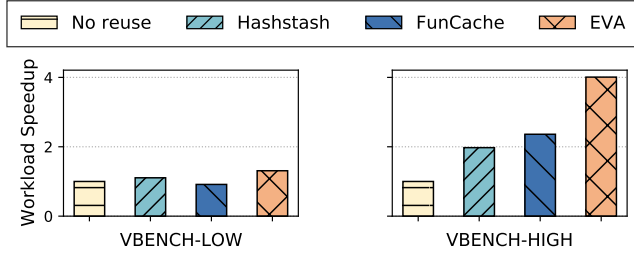 No reuse Hashstash FunCache EVA
Workload Speedup
4
2
0
VBENCH-LOW VBENCH-HIGH